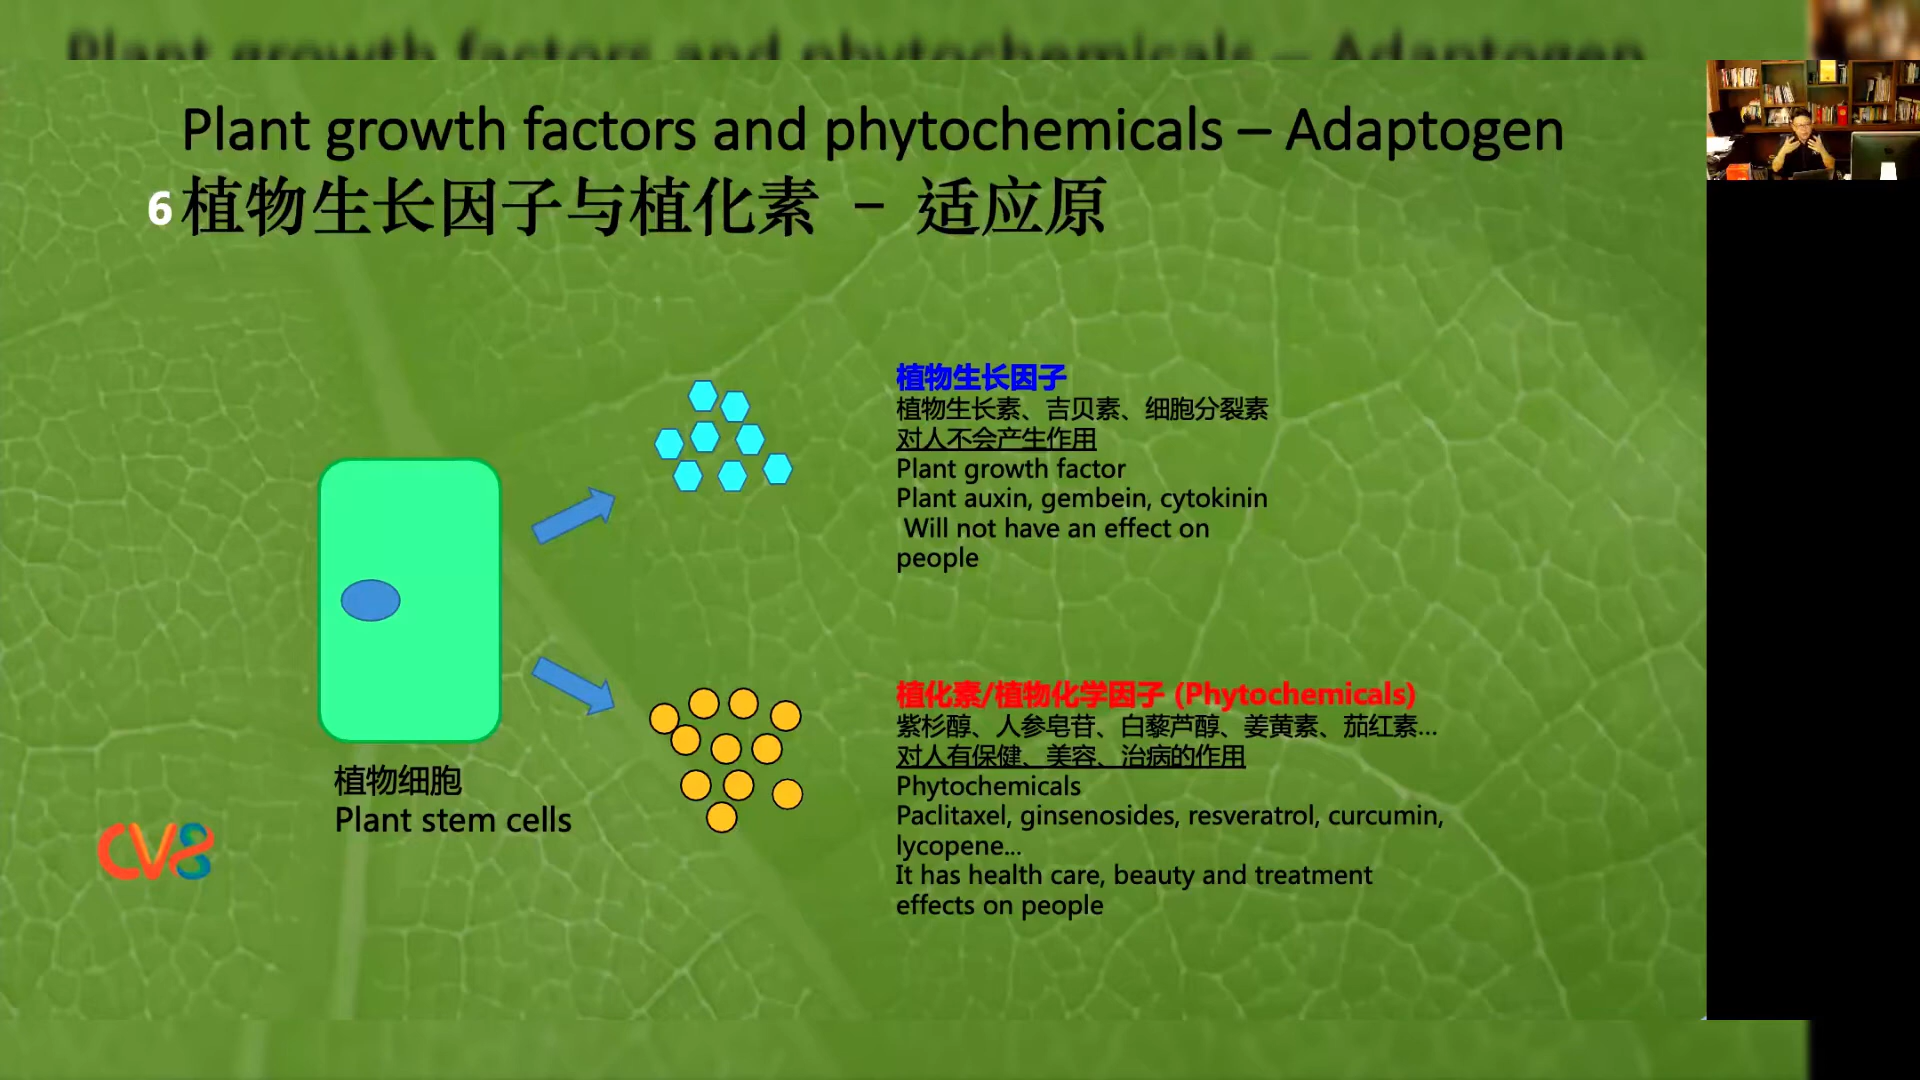 Plant growth factors and phytochemicals – Adaptogen
Plant growth factors and phytochemicals – Adaptogen
6 植物生长因子与植化素 - 适应原
植物生长因子
植物生长素、吉贝素、细胞分裂素
对人不会产生作用
Plant growth factor
Plant auxin, gembein, cytokinin
Will not have an effect on
people
植物细胞
Plant stem cells
CV8
植化素/植物化学因子 (Phytochemicals)
紫杉醇、人参皂苷、白藜芦醇、姜黄素、茄红素...
对人有保健、美容、治病的作用
Phytochemicals
Paclitaxel, ginsenosides, resveratrol, curcumin,
lycopene...
It has health care, beauty and treatment
effects on people